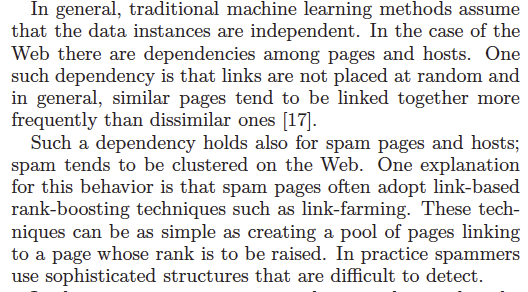 In general, traditional machine learning methods assume
that the data instances are independent. In the case of the
Web there are dependencies among pages and hosts. One
such dependency is that links are not placed at random and
in general, similar pages tend to be linked together more
frequently than dissimilar ones [17].
Such a dependency holds also for spam pages and hosts;
spam tends to be clustered on the Web. One explanation
for this behavior is that spam pages often adopt link-based
rank-boosting techniques such as link-farming. These tech-
niques can be as simple as creating a pool of pages linking
to a page whose rank is to be raised. In practice spammers
use sophisticated structures that are difficult to detect.